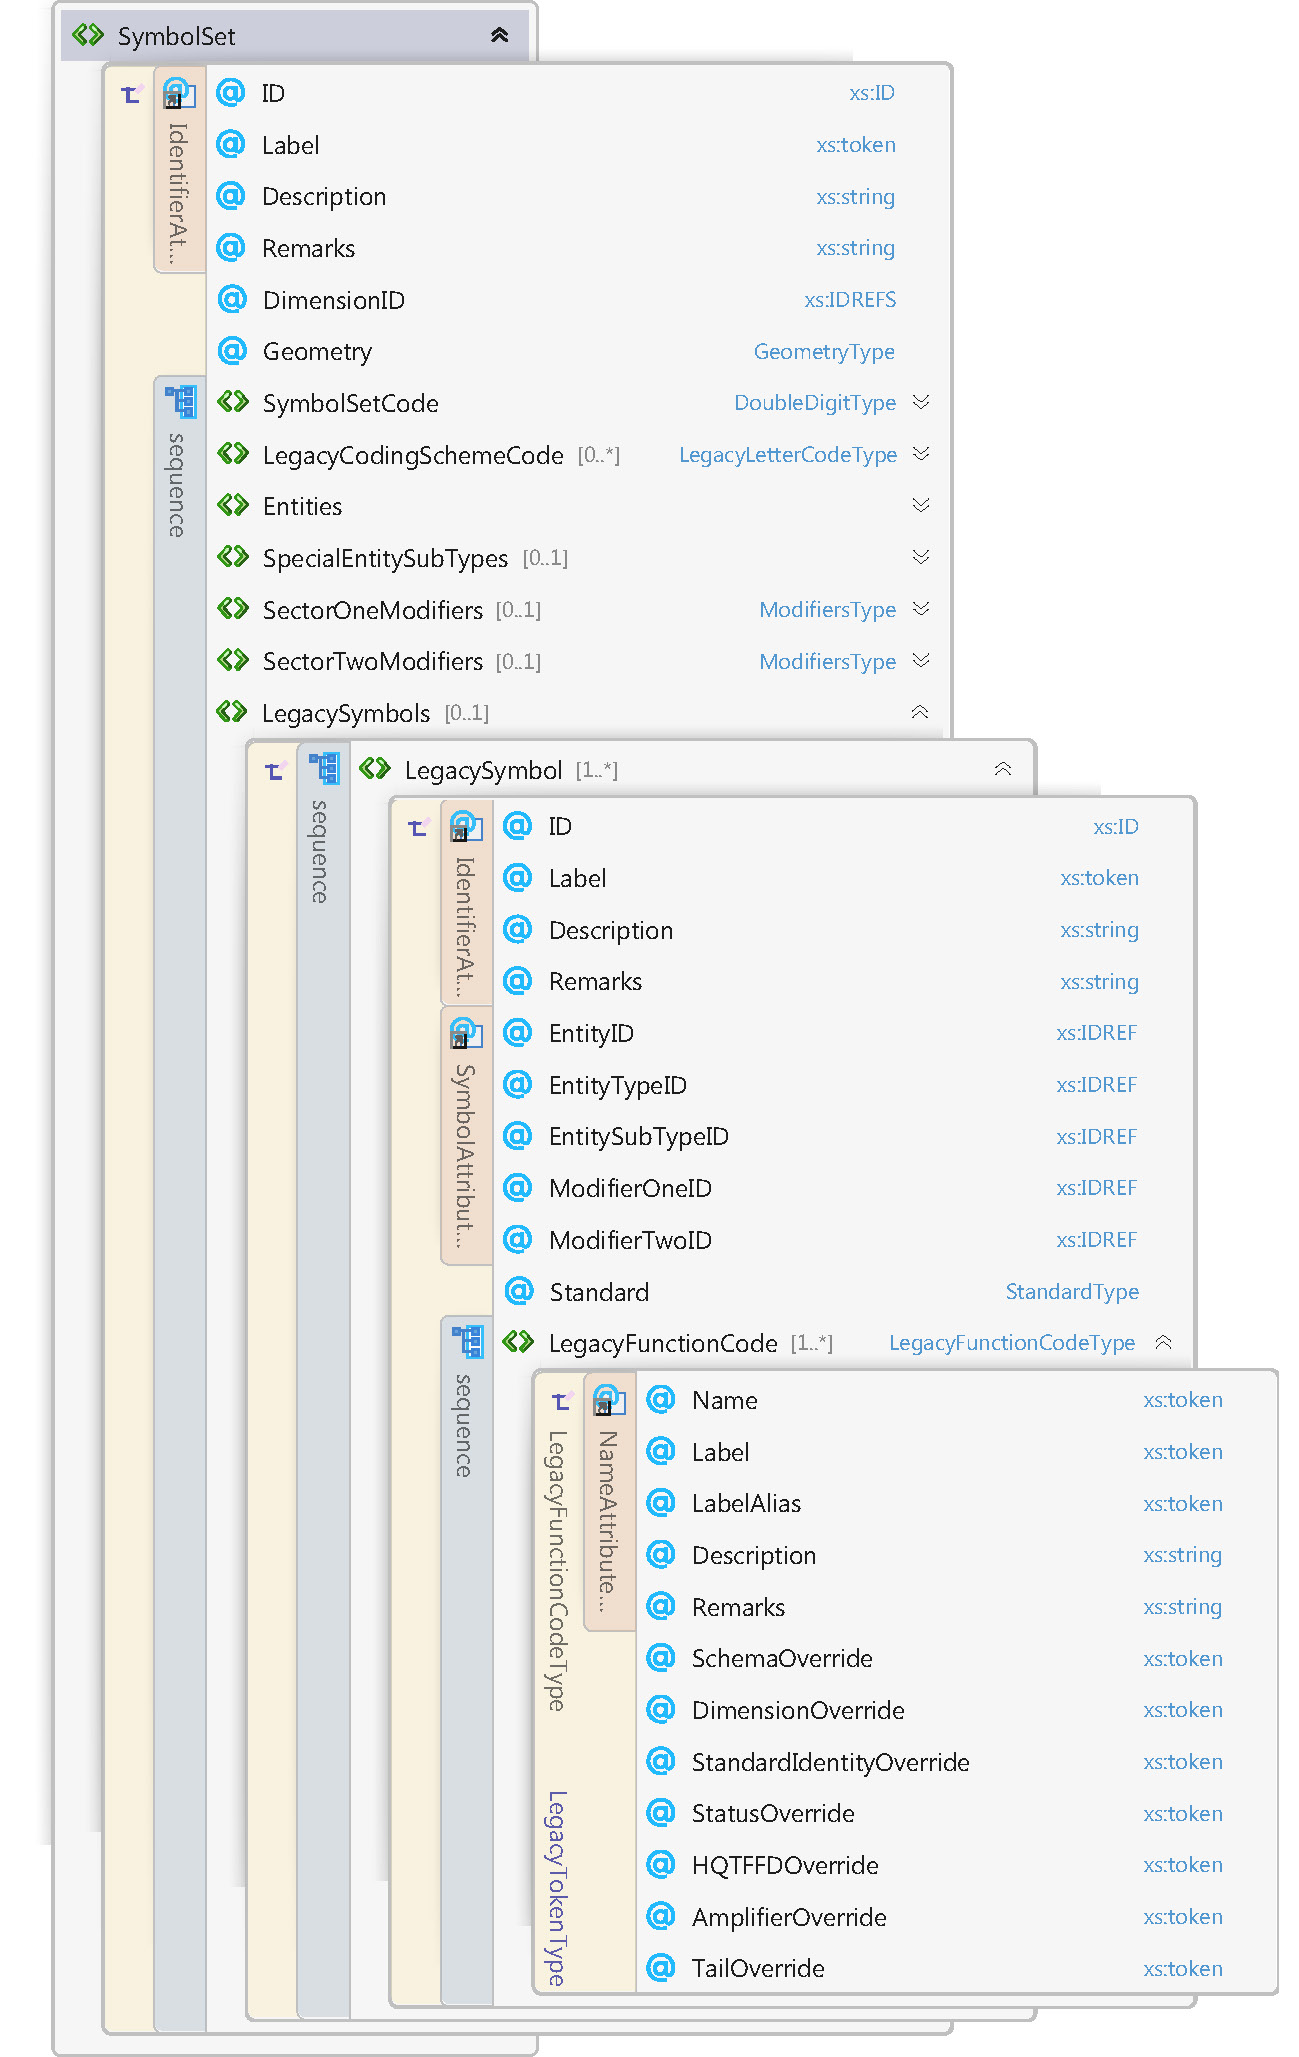 SymbolSet
IdentifierAt...
ID xs:ID
Label xs:token
Description xs:string
Remarks xs:string
DimensionID xs:IDREFS
Geometry GeometryType
sequence
SymbolSetCode DoubleDigitType
LegacyCodingSchemeCode [0..*] LegacyLetterCodeType
Entities
SpecialEntitySubTypes [0..1]
SectorOneModifiers [0..1] ModifiersType
SectorTwoModifiers [0..1] ModifiersType
LegacySymbols [0..1]
sequence
LegacySymbol [1..*]
IdentifierAt...
ID xs:ID
Label xs:token
Description xs:string
Remarks xs:string
SymbolAttribut...
EntityID xs:IDREF
EntityTypeID xs:IDREF
EntitySubTypeID xs:IDREF
ModifierOneID xs:IDREF
ModifierTwoID xs:IDREF
Standard StandardType
sequence
LegacyFunctionCode [1..*] LegacyFunctionCodeType
LegacyFunctionCodeType
LegacyTokenType
NameAttribute...
Name xs:token
Label xs:token
LabelAlias xs:token
Description xs:string
Remarks xs:string
SchemaOverride xs:token
DimensionOverride xs:token
StandardIdentityOverride xs:token
StatusOverride xs:token
HQTFFDOverride xs:token
AmplifierOverride xs:token
TailOverride xs:token